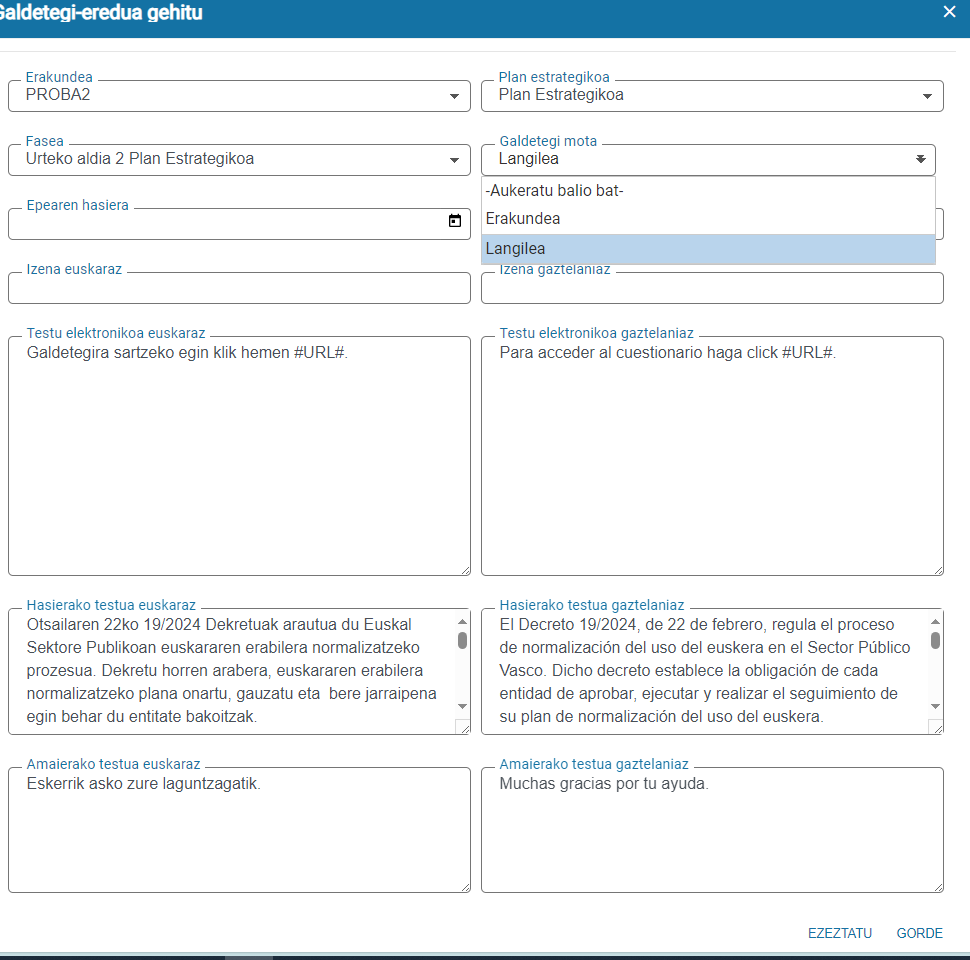 Galdetegi-eredua gehitu
Erakundea
PROBA2
Plan estrategikoa
Plan Estrategikoa
Fasea
Urteko aldia 2 Plan Estrategikoa
Galdetegi mota
Langilea
-Aukeratu balio bat-
Erakundea
Langilea
Epearen hasiera
Izena euskaraz
Izena gaztelaniaz
Testu elektronikoa euskaraz
Galdetegira sartzeko egin klik hemen #URL#.
Testu elektronikoa gaztelaniaz
Para acceder al cuestionario haga click #URL#.
Hasierako testua euskaraz
Otsailaren 22ko 19/2024 Dekretuak arautua du Euskal
Sektore Publikoan euskararen erabilera normalizatzeko
prozesua. Dekretu horren arabera, euskararen erabilera
normalizatzeko plana onartu, gauzatu eta  bere jarraipena
egin behar du entitate bakoitzak.
Hasierako testua gaztelaniaz
El Decreto 19/2024, de 22 de febrero, regula el proceso
de normalización del uso del euskera en el Sector Público
Vasco. Dicho decreto establece la obligación de cada
entidad de aprobar, ejecutar y realizar el seguimiento de
su plan de normalización del uso del euskera.
Amaierako testua euskaraz
Eskerrik asko zure laguntzagatik.
Amaierako testua gaztelaniaz
Muchas gracias por tu ayuda.
EZEZTATU
GORDE